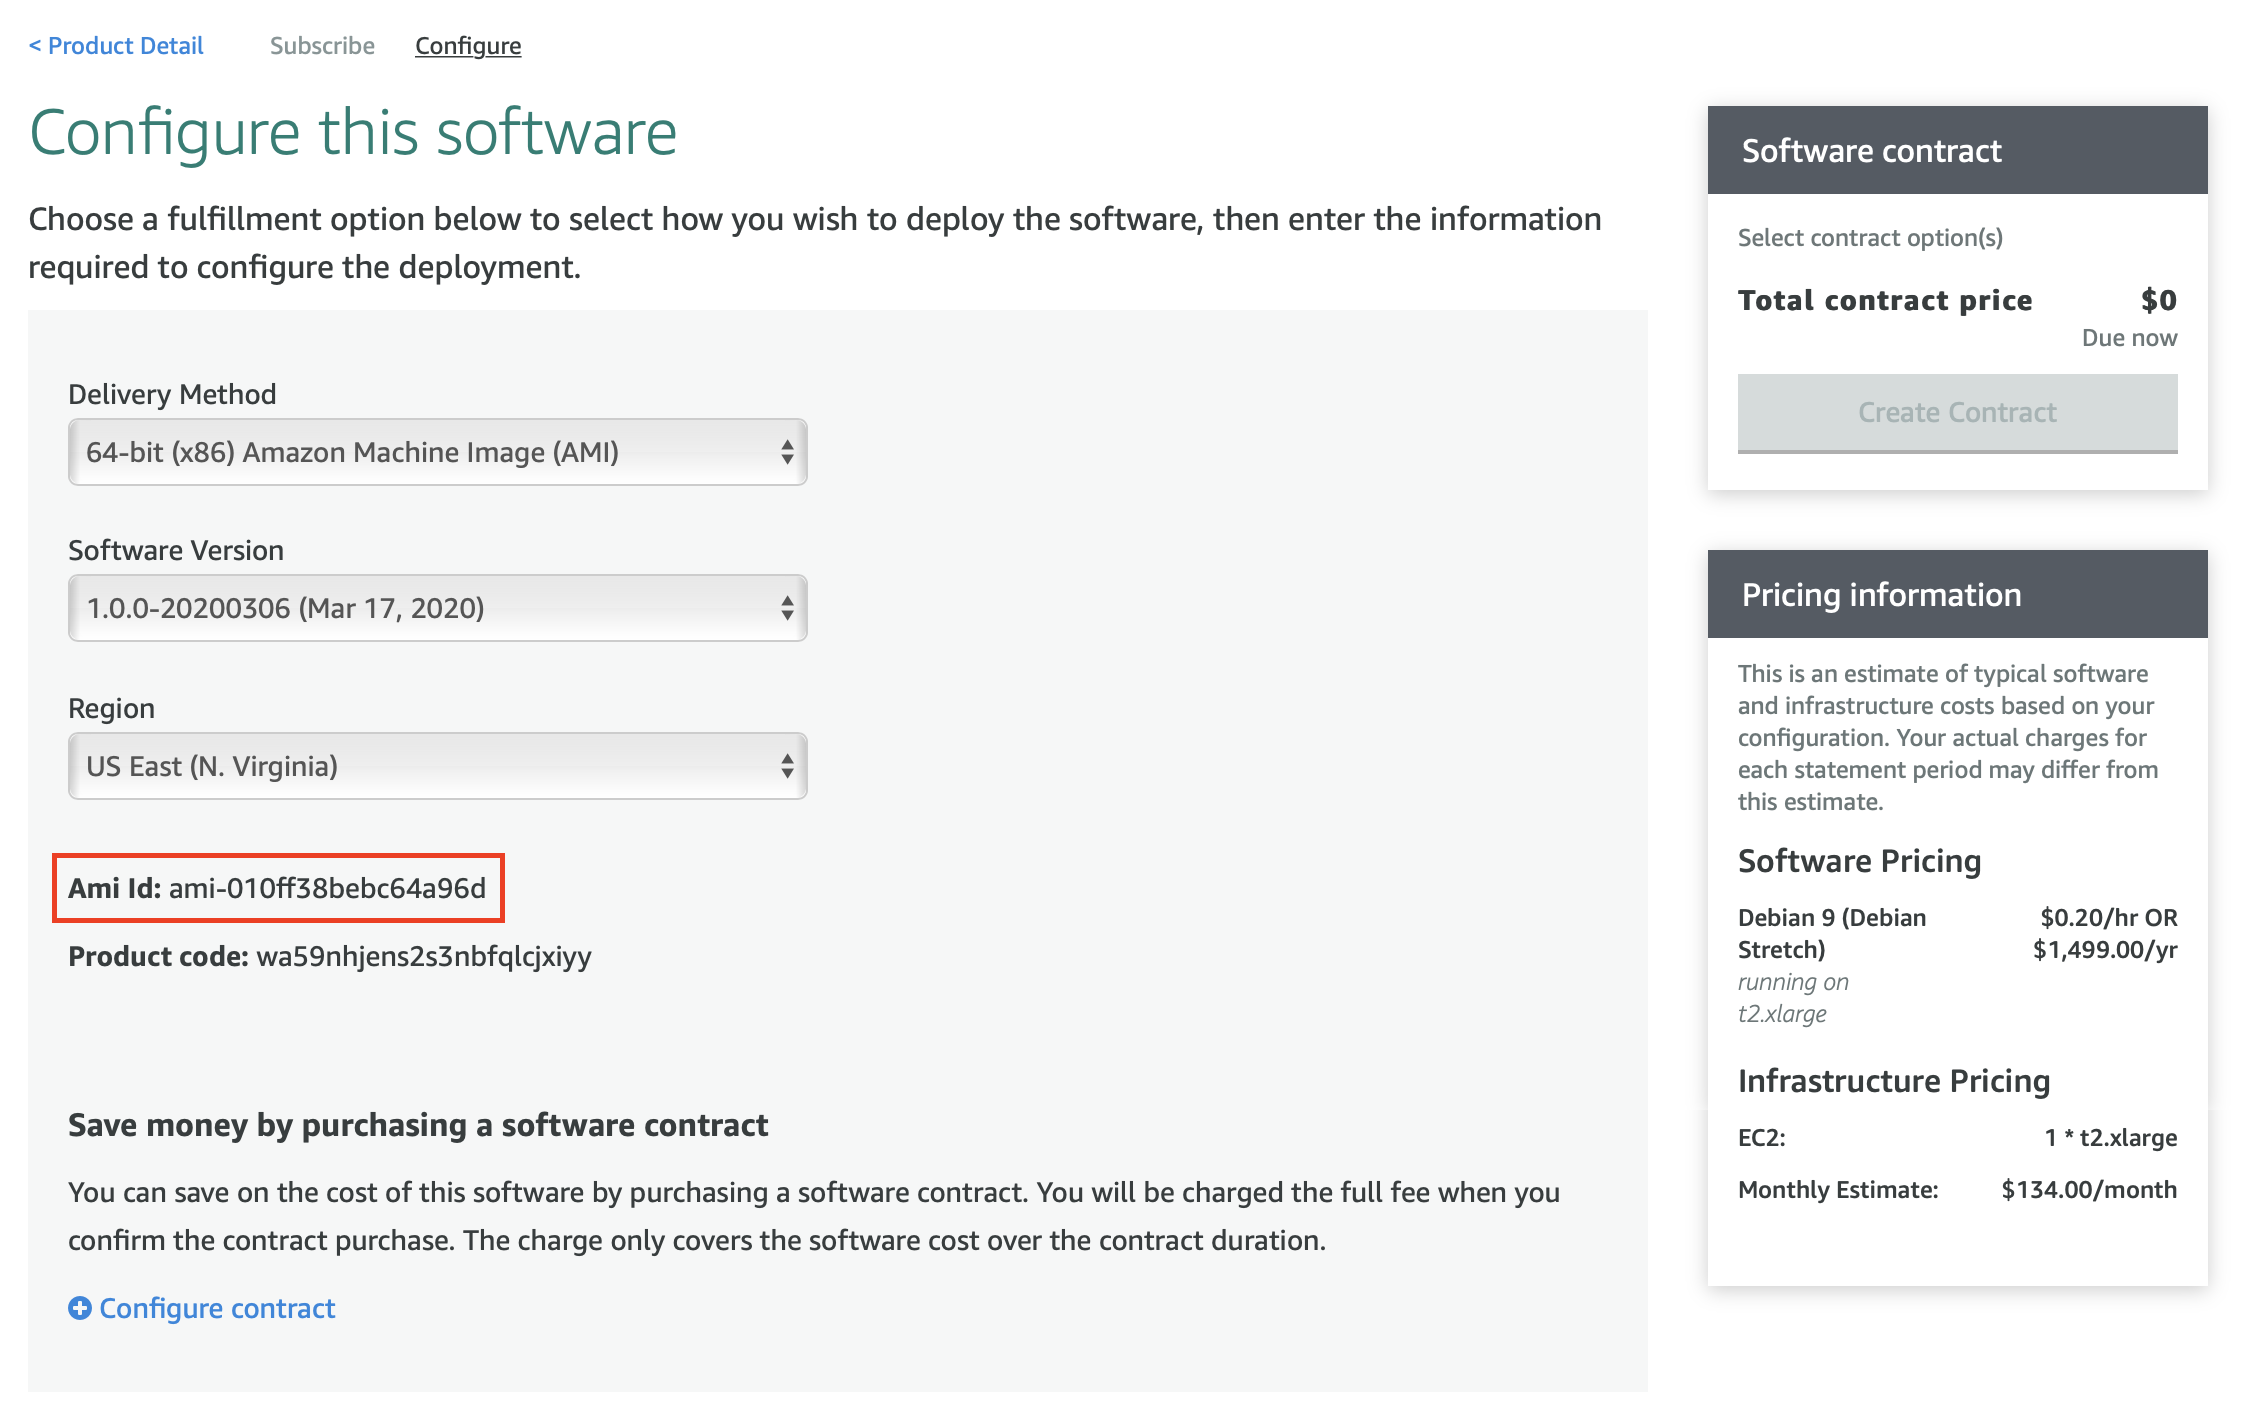 < Product Detail
Subscribe
Configure
Configure this software
Choose a fulfillment option below to select how you wish to deploy the software, then enter the information
required to configure the deployment.
Delivery Method
64-bit (x86) Amazon Machine Image (AMI)
Software Version
1.0.0-20200306 (Mar 17, 2020)
Region
US East (N. Virginia)
Ami Id: ami-010ff38bebc64a96d
Product code: wa59nhjens2s3nbfqlcjxiyy
Save money by purchasing a software contract
You can save on the cost of this software by purchasing a software contract. You will be charged the full fee when you
confirm the contract purchase. The charge only covers the software cost over the contract duration.
Configure contract
Software contract
Select contract option(s)
Total contract price $0
Due now
Create Contract
Pricing information
This is an estimate of typical software
and infrastructure costs based on your
configuration. Your actual charges for
each statement period may differ from
this estimate.
Software Pricing
Debian 9 (Debian $0.20/hr OR
Stretch) $1,499.00/yr
running on
t2.xlarge
Infrastructure Pricing
EC2: 1 * t2.xlarge
Monthly Estimate: $134.00/month